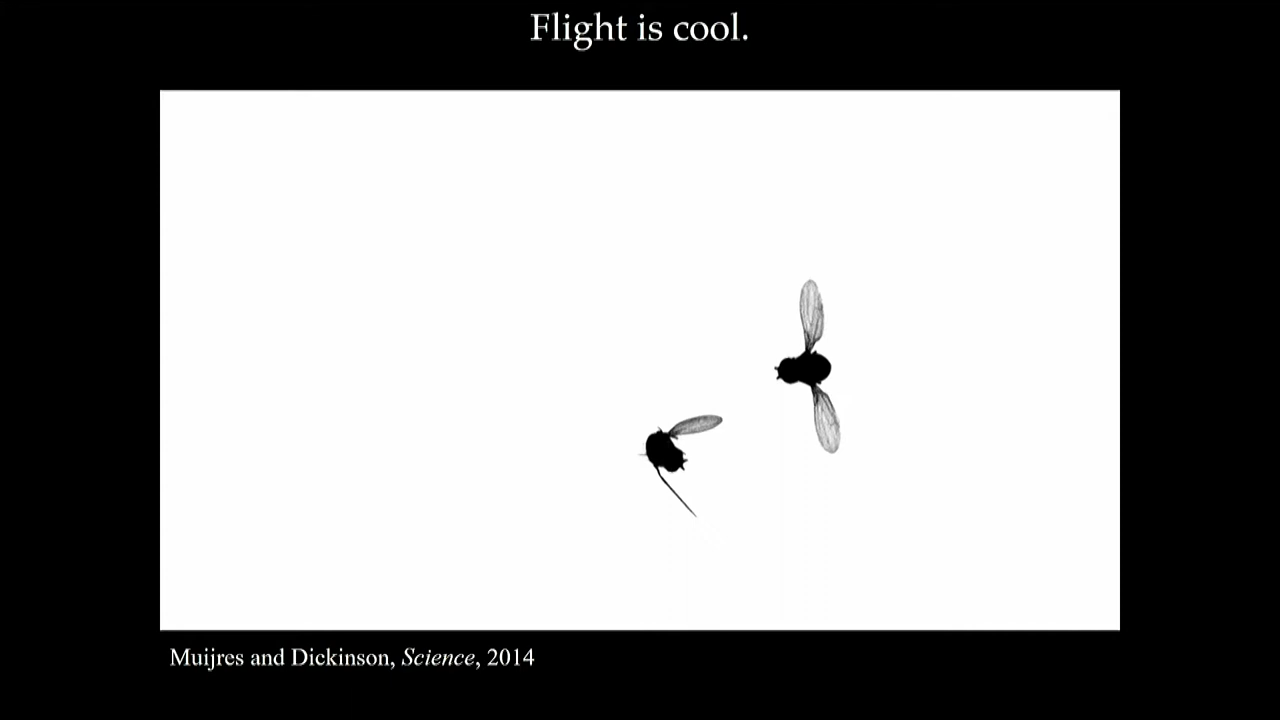 Flight is cool.
Muijres and Dickinson, Science, 2014